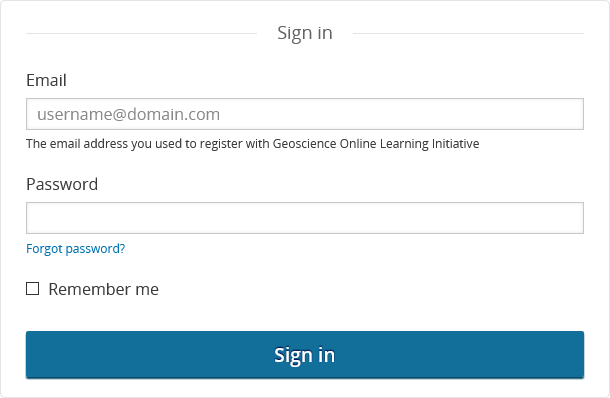 Sign in
Email
username@domain.com
The email address you used to register with Geoscience Online Learning Initiative
Password
Forgot password?
Remember me
Sign in